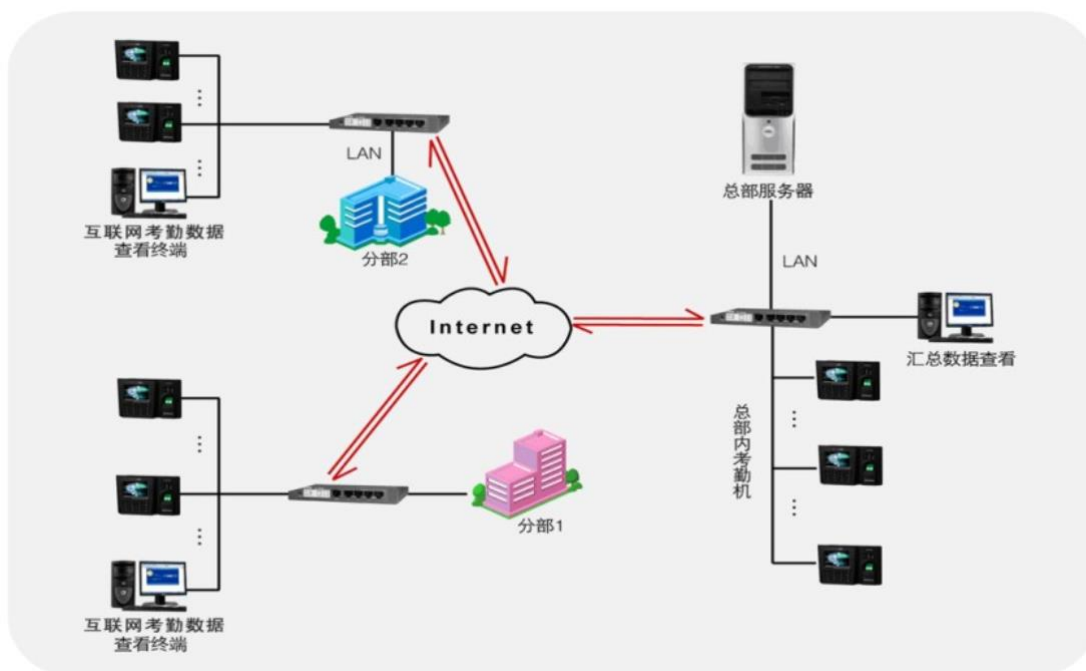 LAN
总部服务器
互联网考勤数据
查看终端
分部2
LAN
Internet
汇总数据查看
总部内考勤机
分部1
互联网考勤数据
查看终端